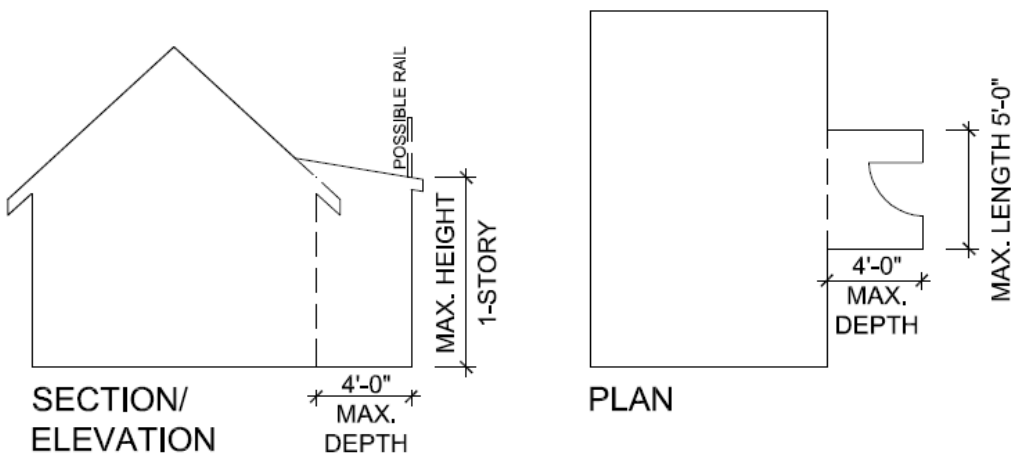 POSSIBLE RAIL
MAX. HEIGHT
1-STORY
4'-0"
MAX.
DEPTH
SECTION/
ELEVATION
MAX. LENGTH 5'-0"
4'-0"
MAX.
DEPTH
PLAN